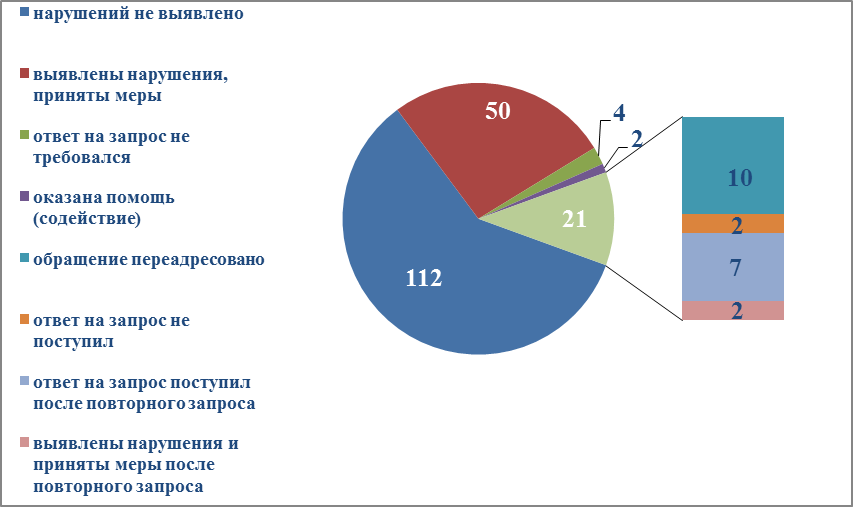 нарушений не выявлено
выявлены нарушения,
приняты меры
ответ на запрос не
требовался
оказана помощь
(содействие)
обращение переадресовано
ответ на запрос не
поступил
ответ на запрос поступил
после повторного запроса
выявлены нарушения и
приняты меры после
повторного запроса
50
4
2
21
112
10
2
7
2